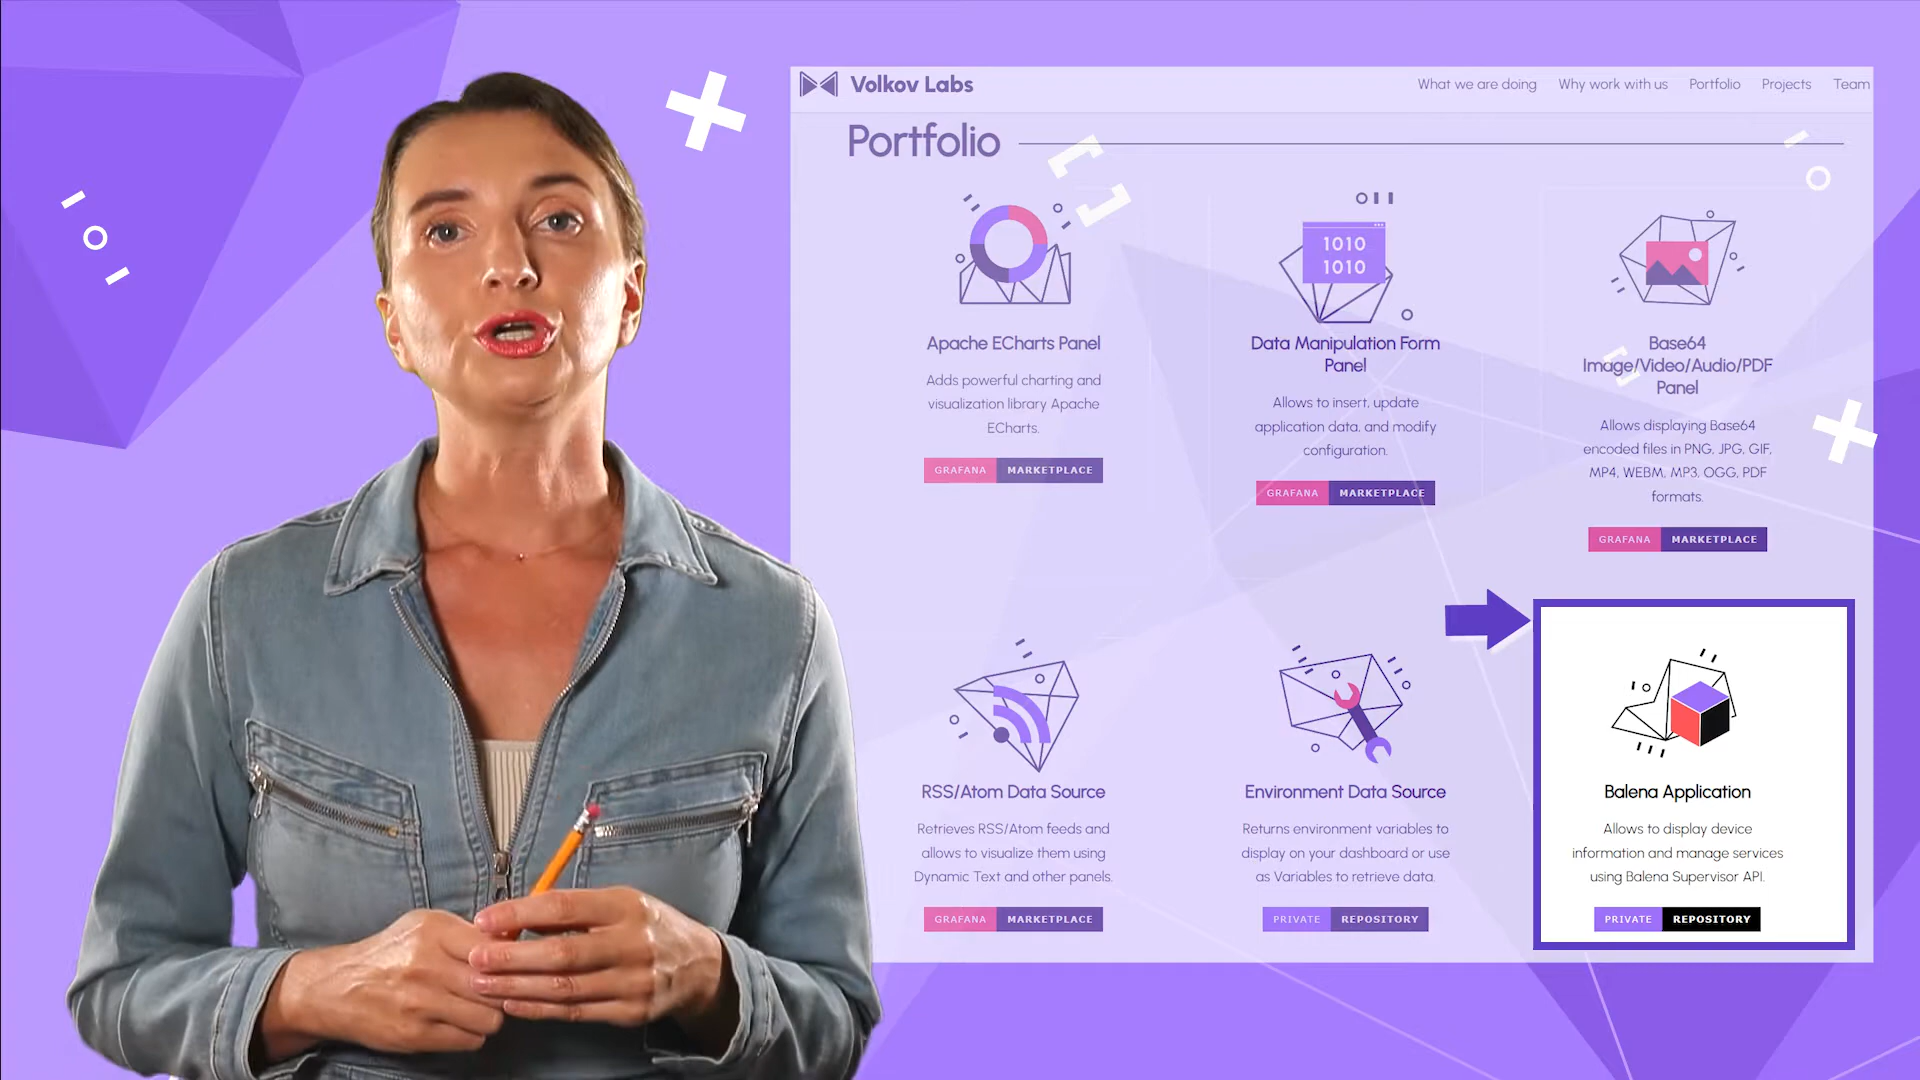 Volkov Labs
What we are doing Why work with us Portfolio Projects Team
Portfolio
1010
1010
Apache ECharts Panel
Adds powerful charting and
visualization library Apache
ECharts.
GRAFANA MARKETPLACE
Data Manipulation Form
Panel
Allows to insert, update
application data, and modify
configuration.
GRAFANA MARKETPLACE
Base64
Image/Video/Audio/PDF
Panel
Allows displaying Base64
encoded files in PNG, JPG, GIF,
MP4, WEBM, MP3, OGG, PDF
formats.
GRAFANA MARKETPLACE
RSS/Atom Data Source
Retrieves RSS/Atom feeds and
allows to visualize them using
Dynamic Text and other panels.
GRAFANA MARKETPLACE
Environment Data Source
Returns environment variables to
display on your dashboard or use
as Variables to retrieve data.
PRIVATE REPOSITORY
Balena Application
Allows to display device
information and manage services
using Balena Supervisor API.
PRIVATE REPOSITORY